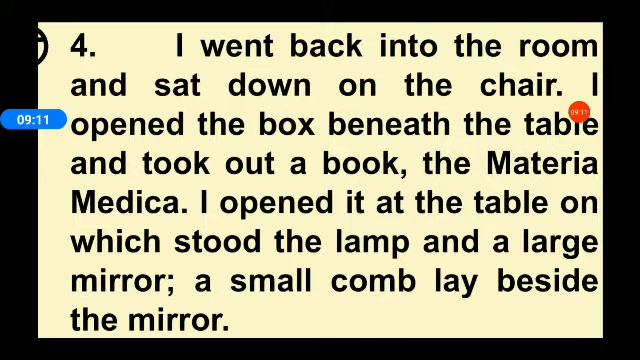 4. I went back into the room
and sat down on the chair. I
09:11
09:11
opened the box beneath the table
and took out a book, the Materia
Medica. I opened it at the table on
which stood the lamp and a large
mirror; a small comb lay beside
the mirror.